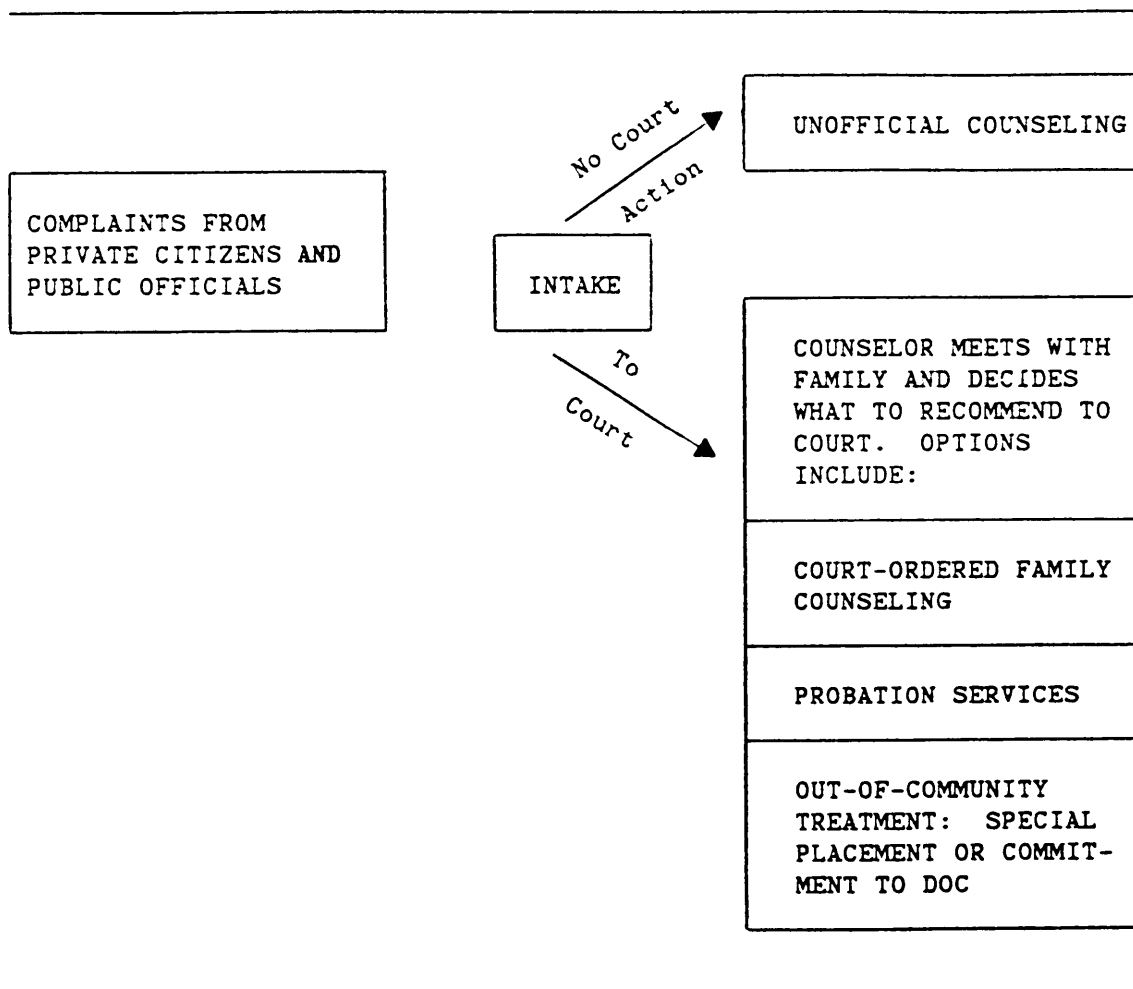 COMPLAINTS FROM
PRIVATE CITIZENS AND
PUBLIC OFFICIALS
INTAKE
No Court
Action
To
Court
UNOFFICIAL COUNSELING
COUNSELOR MEETS WITH
FAMILY AND DECIDES
WHAT TO RECOMMEND TO
COURT.  OPTIONS
INCLUDE:
COURT-ORDERED FAMILY
COUNSELING
PROBATION SERVICES
OUT-OF-COMMUNITY
TREATMENT:  SPECIAL
PLACEMENT OR COMMIT-
MENT TO DOC